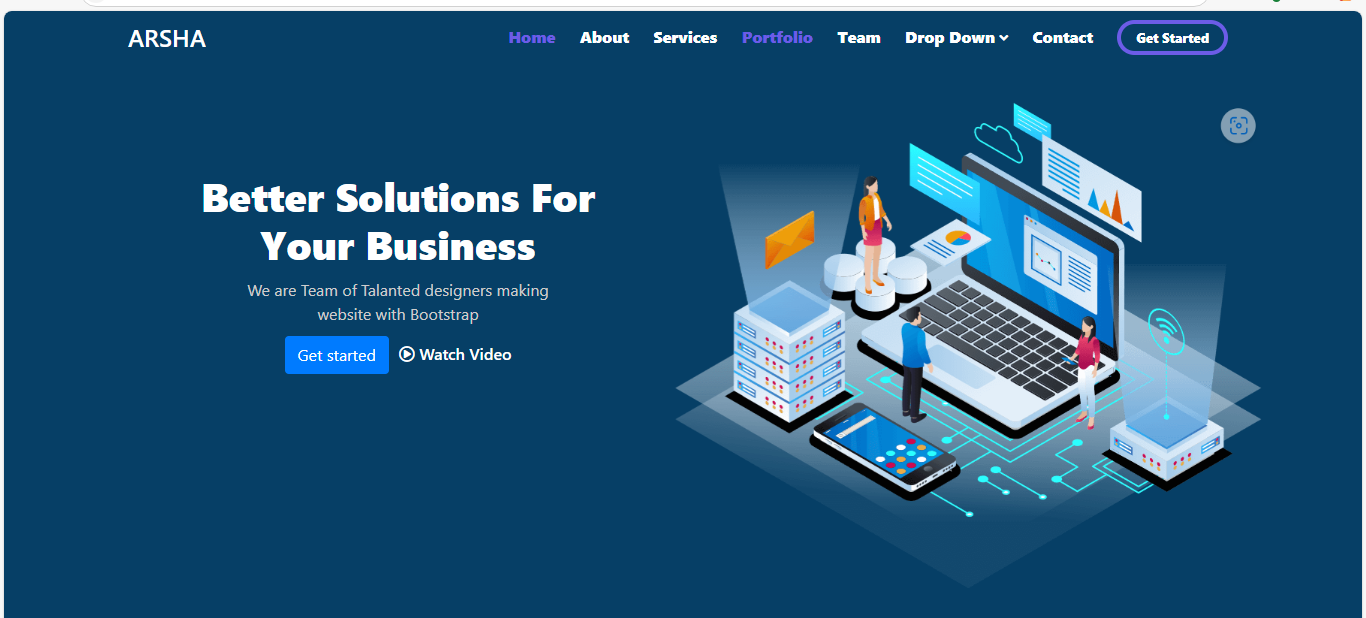 ARSHA
Home About Services Portfolio Team Drop Down Contact Get Started
Better Solutions For
Your Business
We are Team of Talanted designers making
website with Bootstrap
Get started Watch Video